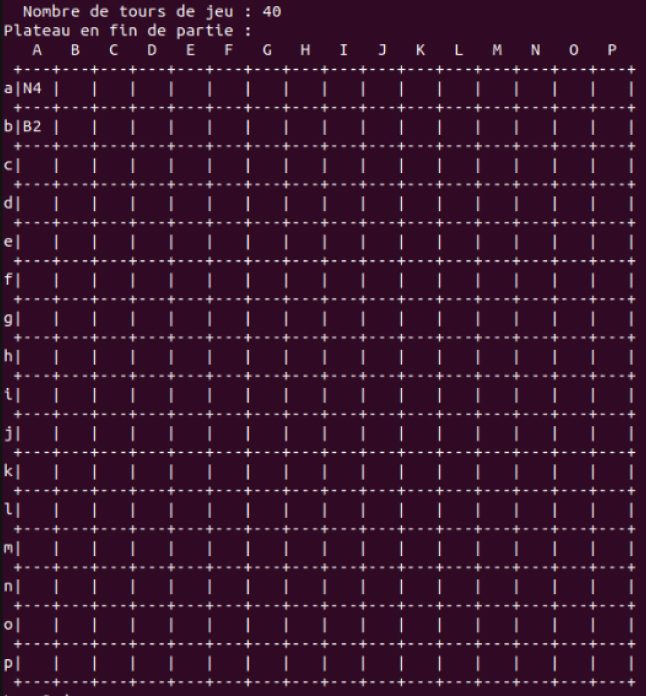 Nombre de tours de jeu : 40
Plateau en fin de partie :
   A   B   C   D   E   F   G   H   I   J   K   L   M   N   O   P
 +---+---+---+---+---+---+---+---+---+---+---+---+---+---+---+---+
a|N4 |   |   |   |   |   |   |   |   |   |   |   |   |   |   |   |
 +---+---+---+---+---+---+---+---+---+---+---+---+---+---+---+---+
b|B2 |   |   |   |   |   |   |   |   |   |   |   |   |   |   |   |
 +---+---+---+---+---+---+---+---+---+---+---+---+---+---+---+---+
c|   |   |   |   |   |   |   |   |   |   |   |   |   |   |   |   |
 +---+---+---+---+---+---+---+---+---+---+---+---+---+---+---+---+
d|   |   |   |   |   |   |   |   |   |   |   |   |   |   |   |   |
 +---+---+---+---+---+---+---+---+---+---+---+---+---+---+---+---+
e|   |   |   |   |   |   |   |   |   |   |   |   |   |   |   |   |
 +---+---+---+---+---+---+---+---+---+---+---+---+---+---+---+---+
f|   |   |   |   |   |   |   |   |   |   |   |   |   |   |   |   |
 +---+---+---+---+---+---+---+---+---+---+---+---+---+---+---+---+
g|   |   |   |   |   |   |   |   |   |   |   |   |   |   |   |   |
 +---+---+---+---+---+---+---+---+---+---+---+---+---+---+---+---+
h|   |   |   |   |   |   |   |   |   |   |   |   |   |   |   |   |
 +---+---+---+---+---+---+---+---+---+---+---+---+---+---+---+---+
i|   |   |   |   |   |   |   |   |   |   |   |   |   |   |   |   |
 +---+---+---+---+---+---+---+---+---+---+---+---+---+---+---+---+
j|   |   |   |   |   |   |   |   |   |   |   |   |   |   |   |   |
 +---+---+---+---+---+---+---+---+---+---+---+---+---+---+---+---+
k|   |   |   |   |   |   |   |   |   |   |   |   |   |   |   |   |
 +---+---+---+---+---+---+---+---+---+---+---+---+---+---+---+---+
l|   |   |   |   |   |   |   |   |   |   |   |   |   |   |   |   |
 +---+---+---+---+---+---+---+---+---+---+---+---+---+---+---+---+
m|   |   |   |   |   |   |   |   |   |   |   |   |   |   |   |   |
 +---+---+---+---+---+---+---+---+---+---+---+---+---+---+---+---+
n|   |   |   |   |   |   |   |   |   |   |   |   |   |   |   |   |
 +---+---+---+---+---+---+---+---+---+---+---+---+---+---+---+---+
o|   |   |   |   |   |   |   |   |   |   |   |   |   |   |   |   |
 +---+---+---+---+---+---+---+---+---+---+---+---+---+---+---+---+
p|   |   |   |   |   |   |   |   |   |   |   |   |   |   |   |   |
 +---+---+---+---+---+---+---+---+---+---+---+---+---+---+---+---+